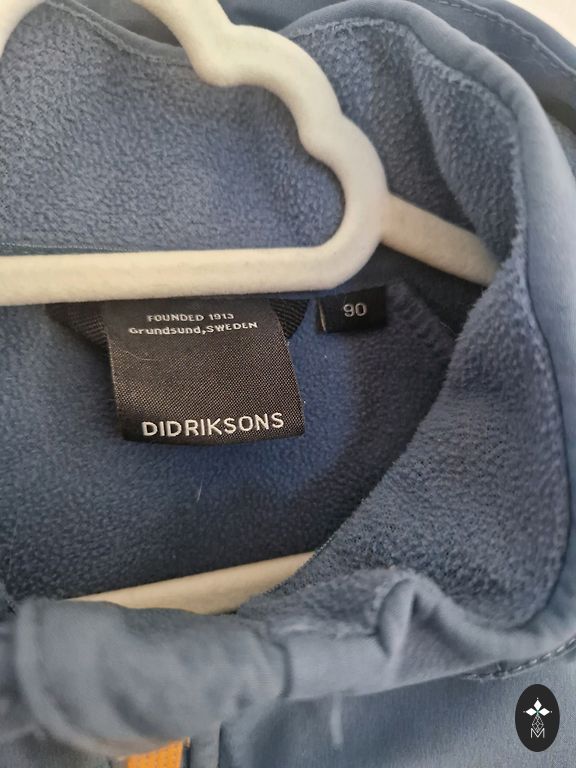 FOUNDED 1913
Grundsund, SWEDEN
DIDRIKSONS
90
M